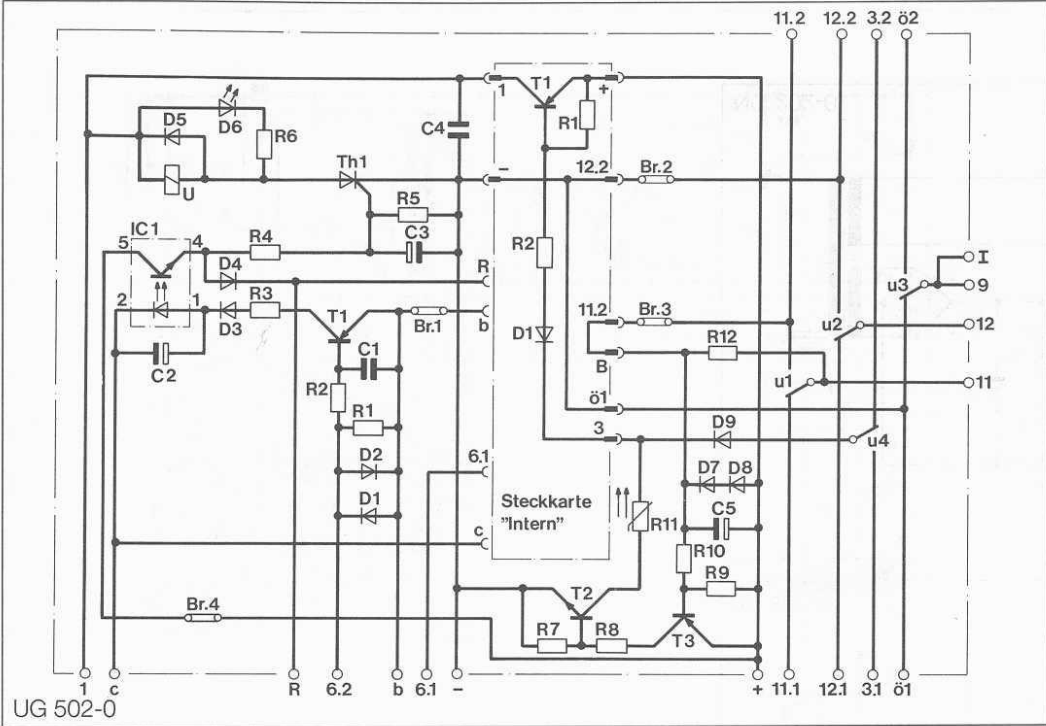 11.2 12.2 3.2 ö2
1 T1 +
D5 D6 R6 C4 R1
Th1 - 12.2 Br.2
U R5
IC1 C3
5 4 R4 R2 I
D4 R u3 9
2 1 R3 T1 11.2 Br.3 u2 12
D3 Br.1 b D1
C2 C1 B R12
R2 u1 11
R1 ö1
3 D9 u4
D2 6.1 D7 D8
D1 Steckkarte
"Intern" R11 C5
c R10
R9
T2
Br.4 R7 R8 T3
1 c R 6.2 b 6.1 - + 11.1 12.1 3.1 ö1
UG 502-0